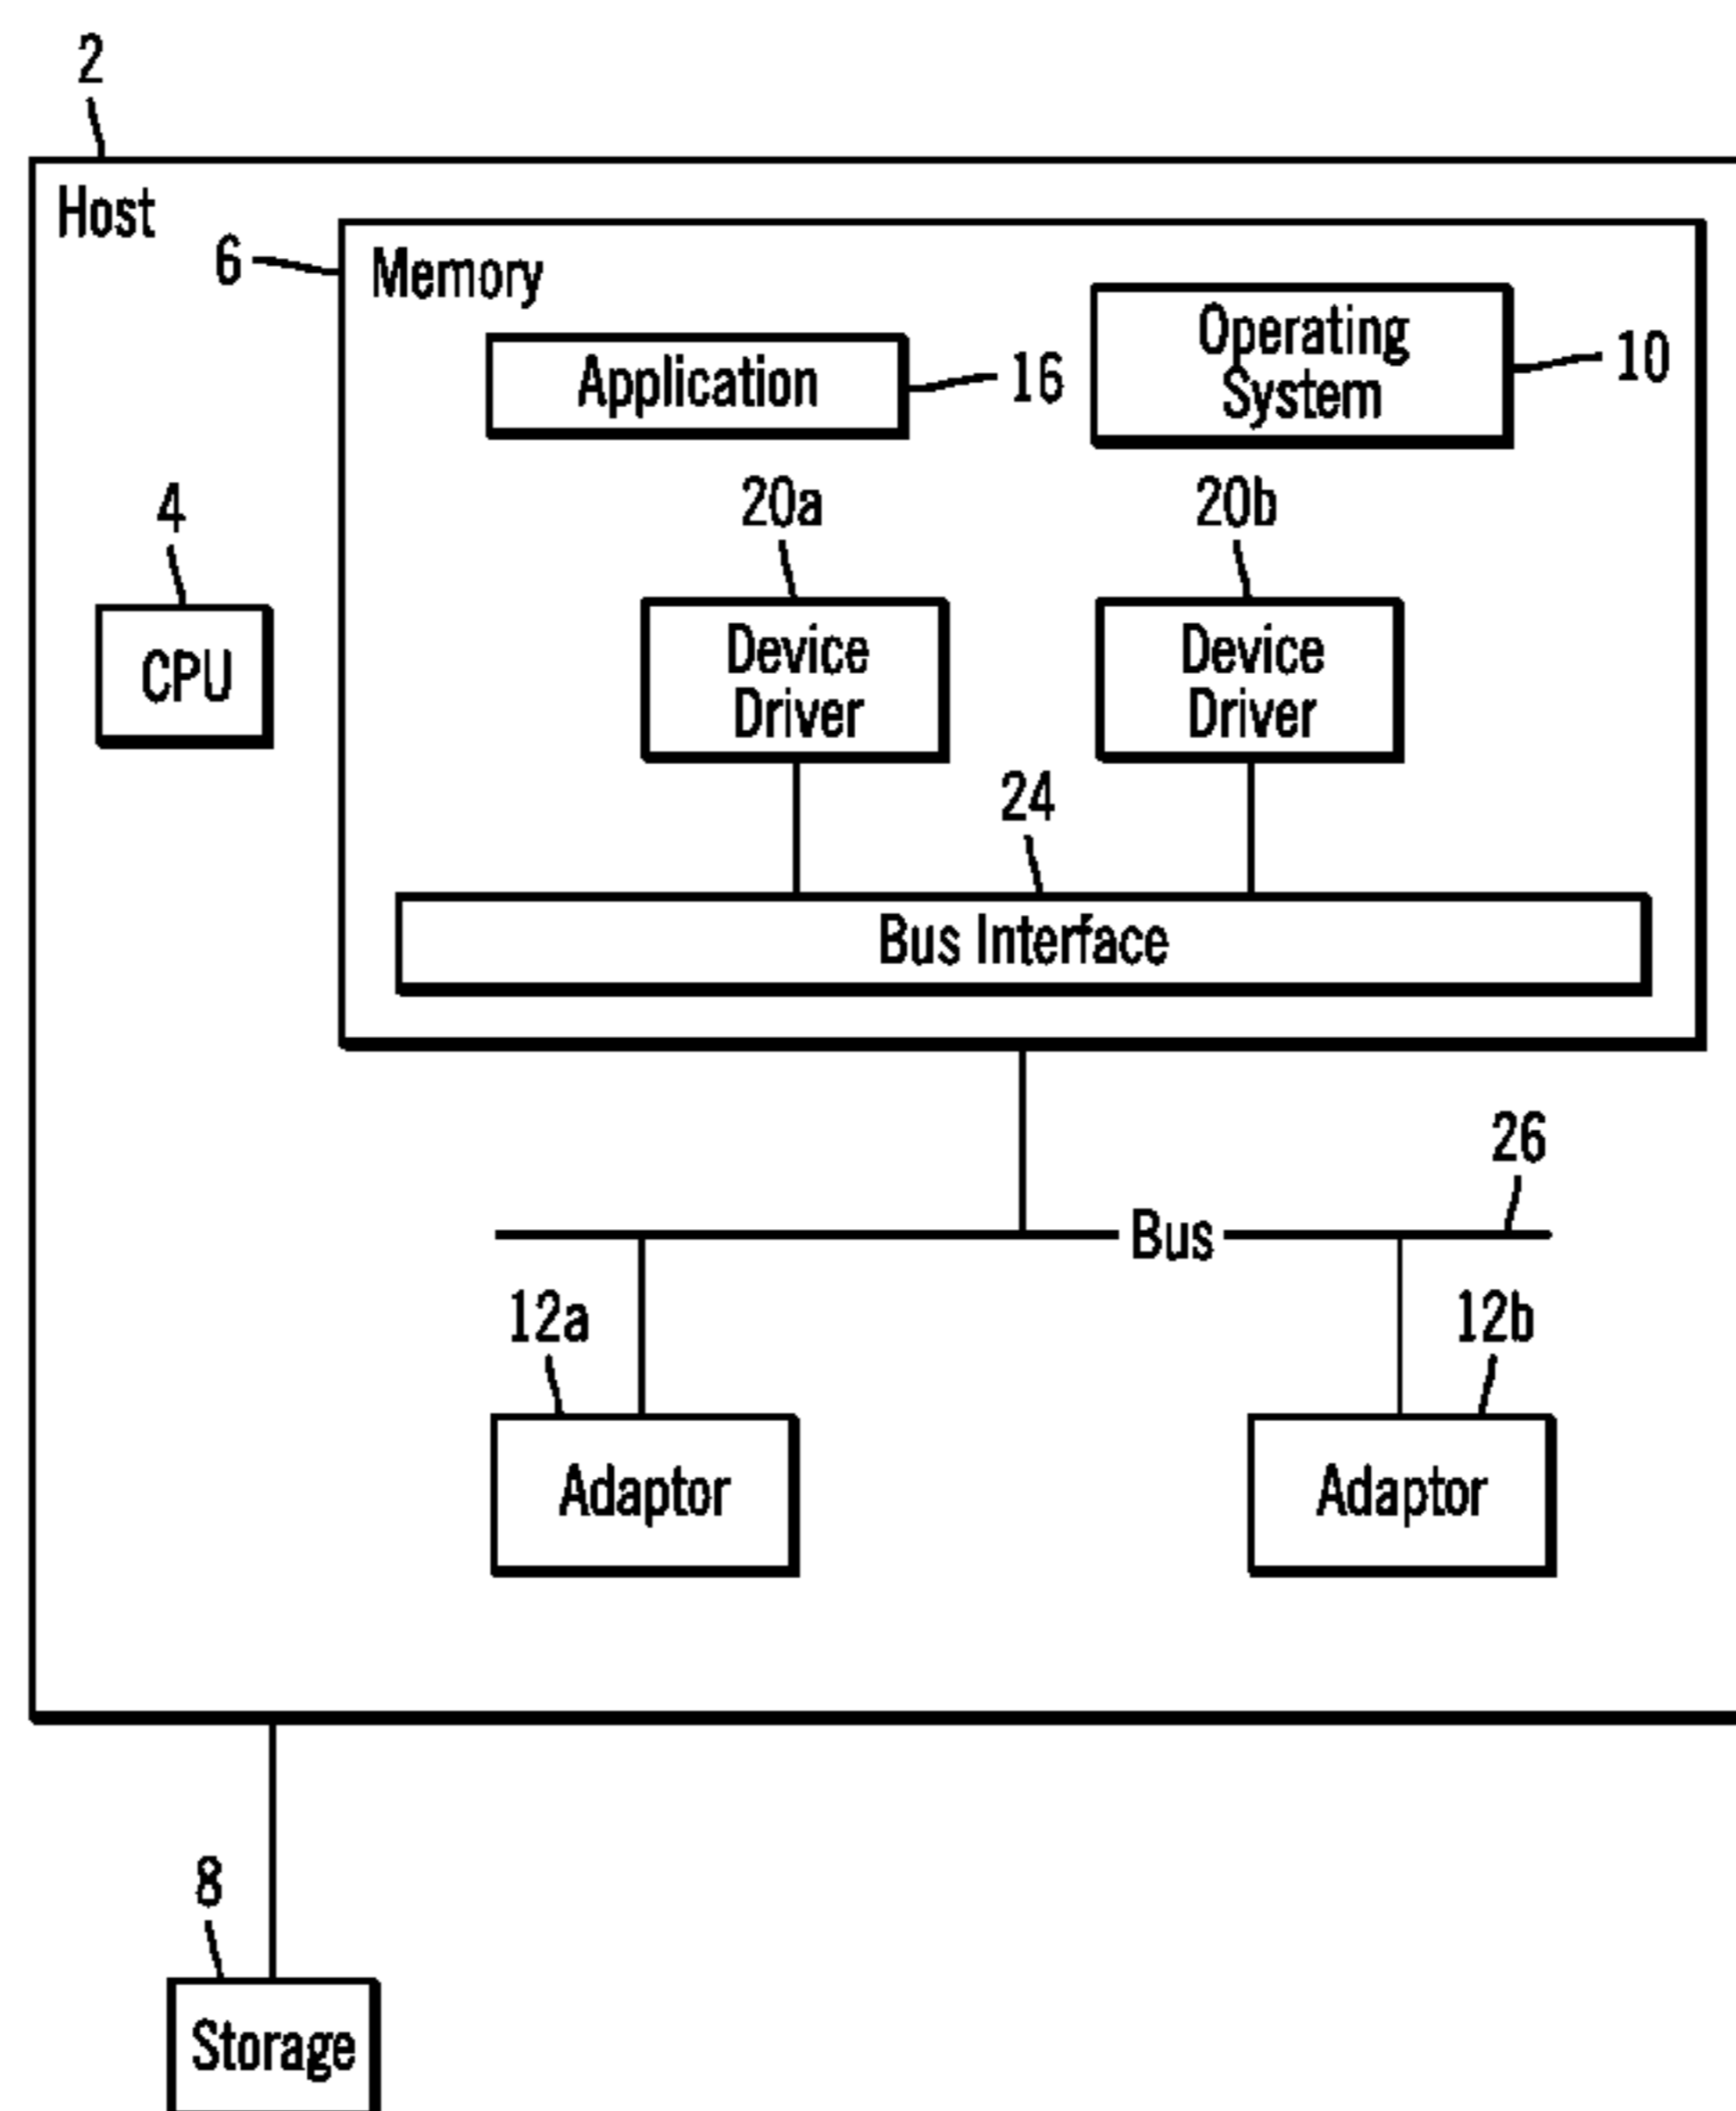 2
Host
6
Memory
Application
16
Operating
System
10
4
CPU
20a
20b
Device
Driver
Device
Driver
24
Bus Interface
26
Bus
12a
12b
Adaptor
Adaptor
8
Storage